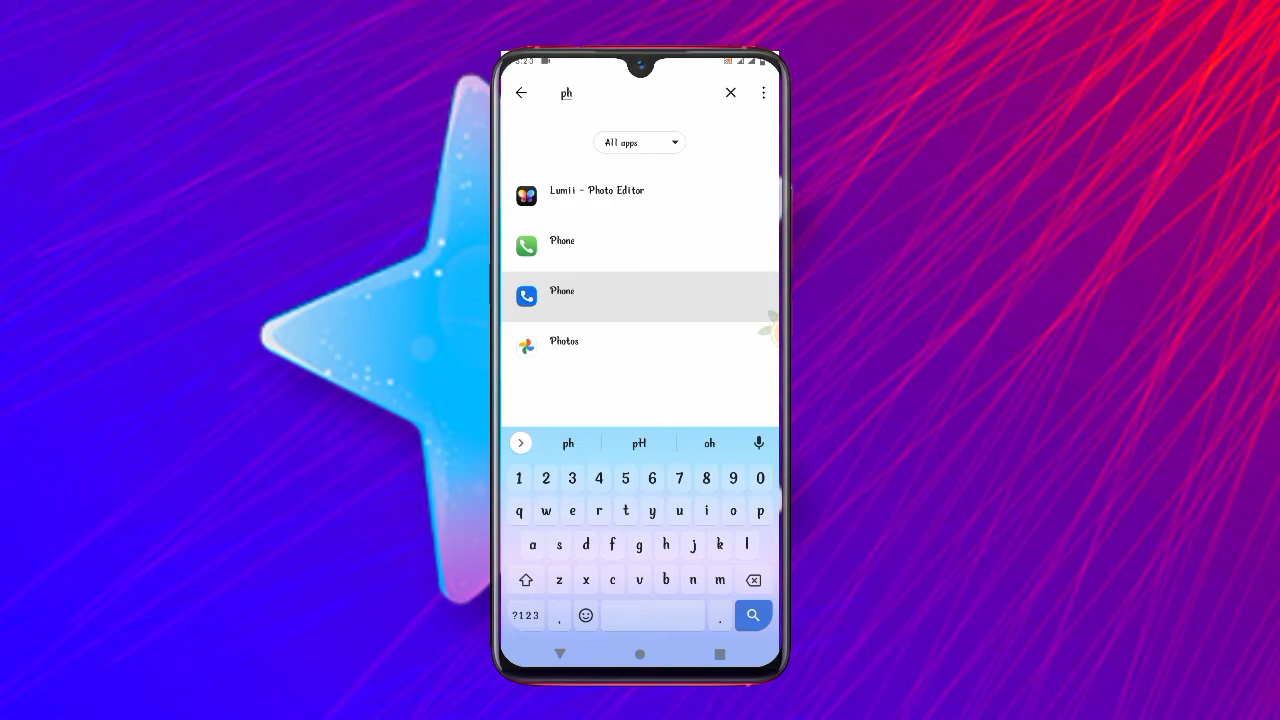 ph
All apps
Lumii - Photo Editor
Phone
Phone
Photos
ph pH oh
1 2 3 4 5 6 7 8 9 0
q w e r t y u i o p
a s d f g h j k l
z x c v b n m
?123 , .